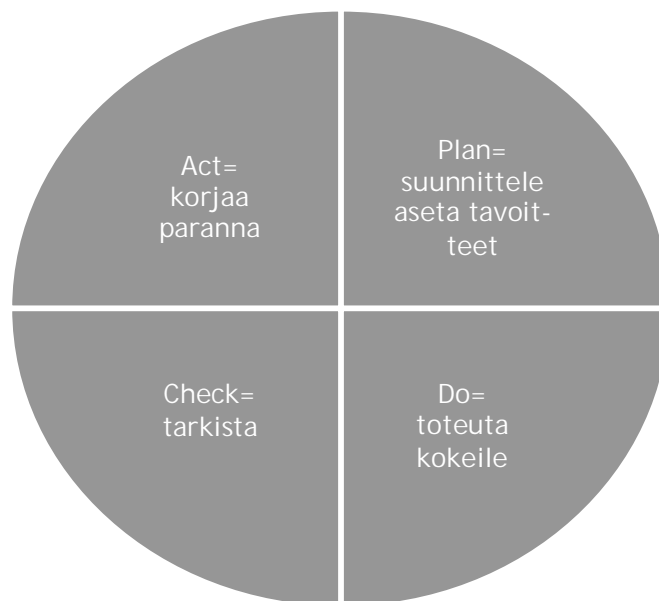 Act=
korjaa
paranna
Plan=
suunnittele
aseta tavoit-
teet
Check=
tarkista
Do=
toteuta
kokeile